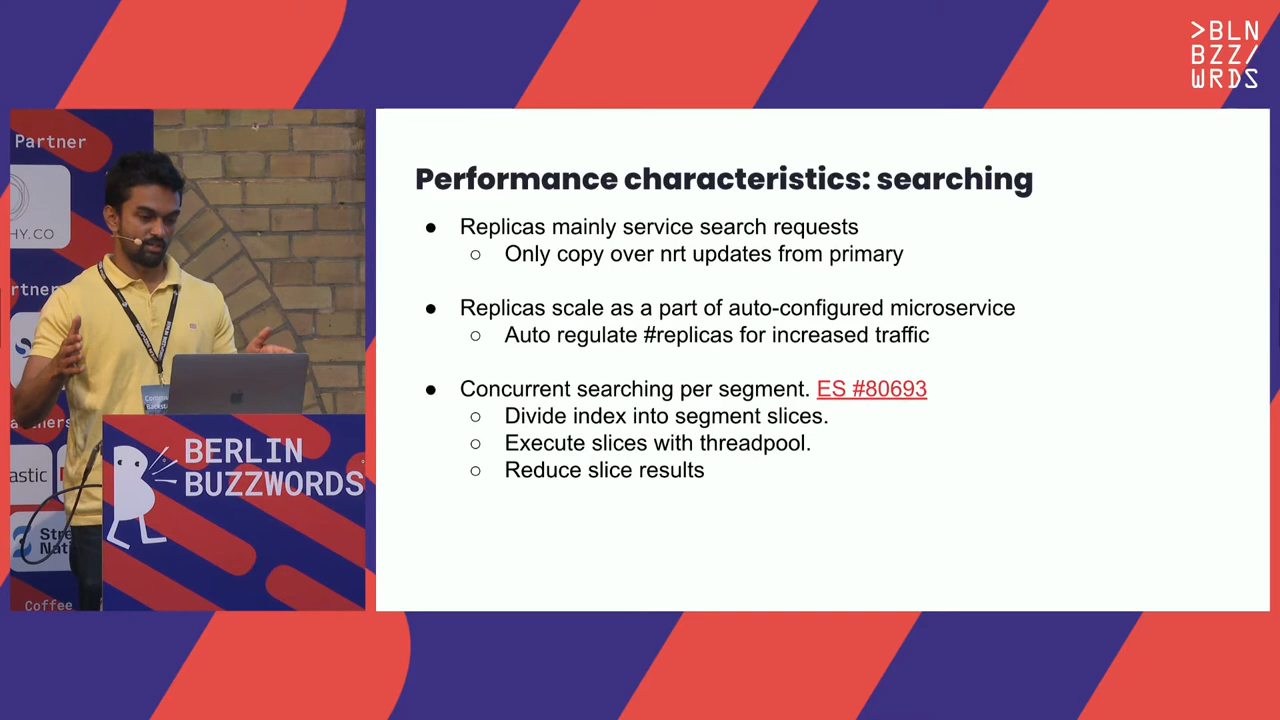 >BLN
BZZ/
WRDS
Partner
HY.CO
Performance characteristics: searching
● Replicas mainly service search requests
○ Only copy over nrt updates from primary
● Replicas scale as a part of auto-configured microservice
○ Auto regulate #replicas for increased traffic
● Concurrent searching per segment. ES #80693
○ Divide index into segment slices.
○ Execute slices with threadpool.
○ Reduce slice results
BERLIN
BUZZWORDS
astic
Stre
Nati
Coffee